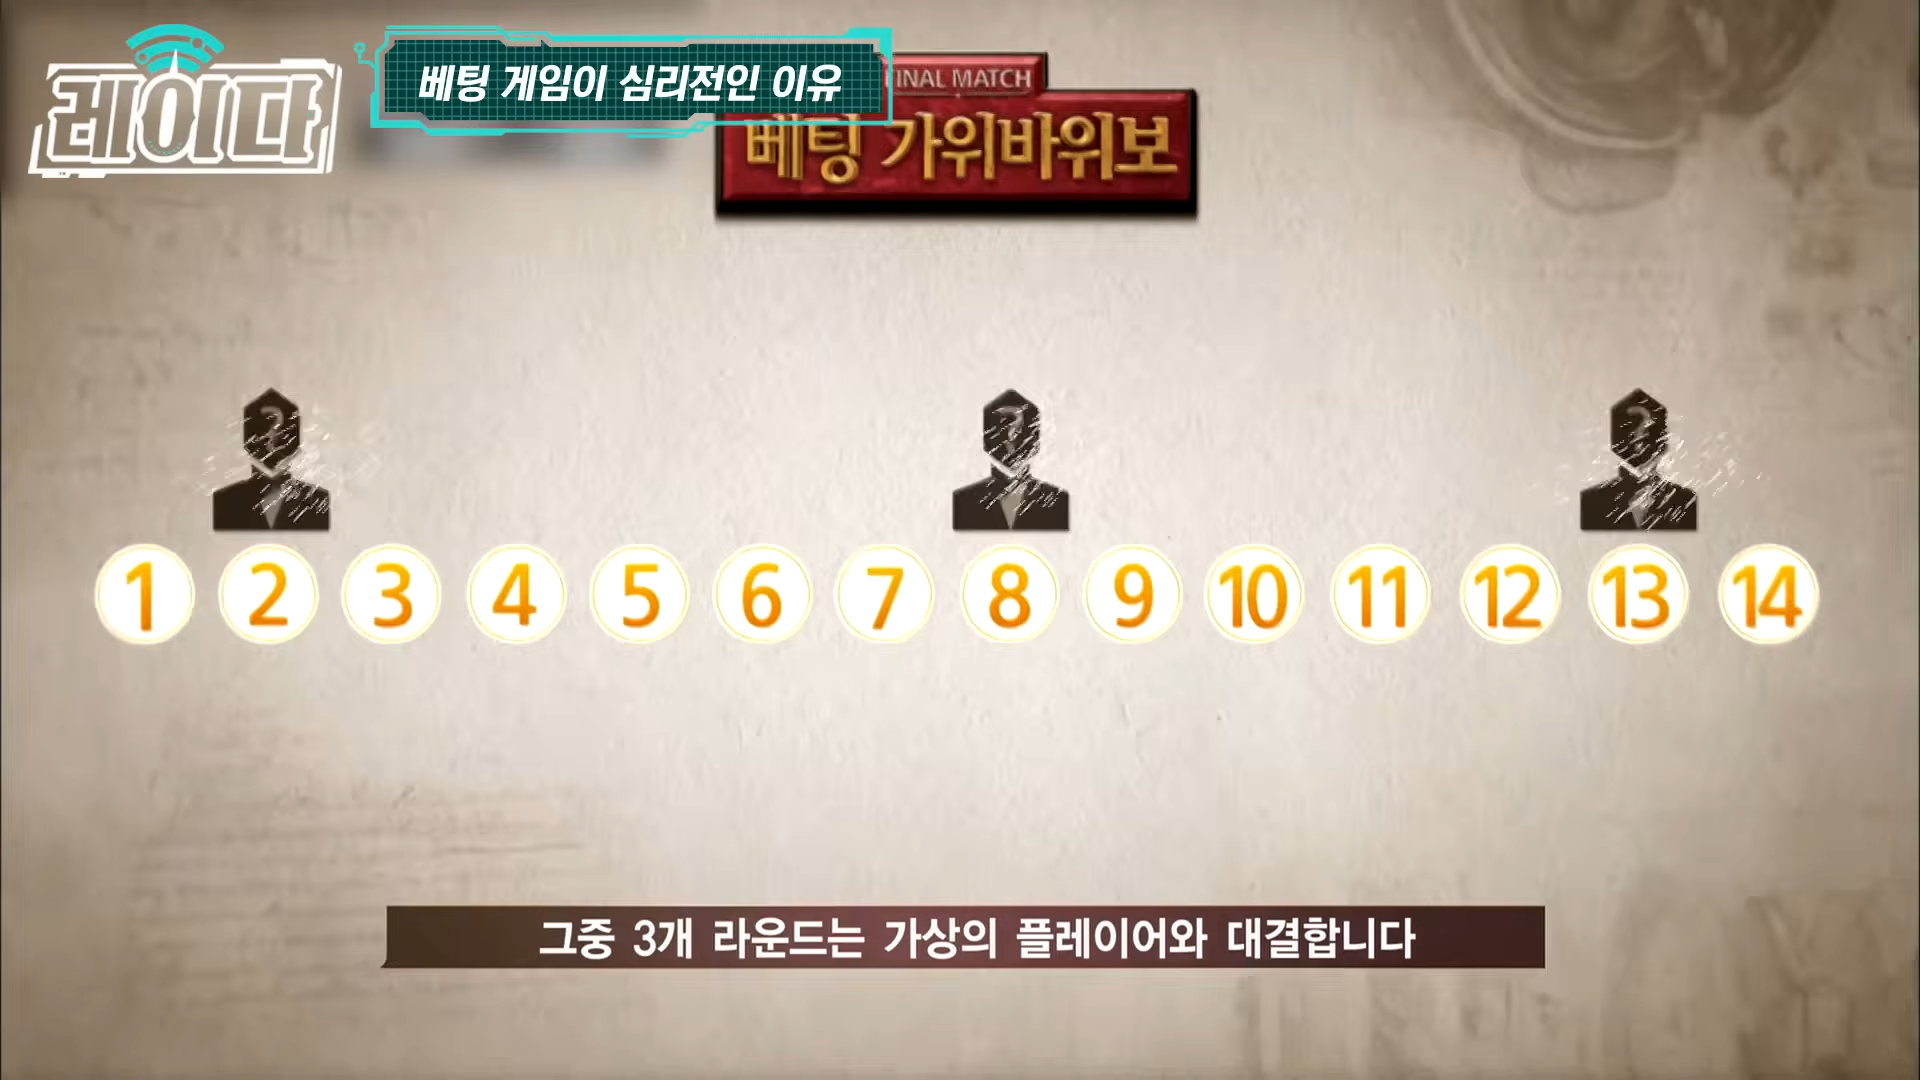 레이다
베팅 게임이 심리전인 이유
FINAL MATCH
베팅 가위바위보
? ? ?
1 2 3 4 5 6 7 8 9 10 11 12 13 14
그중 3개 라운드는 가상의 플레이어와 대결합니다